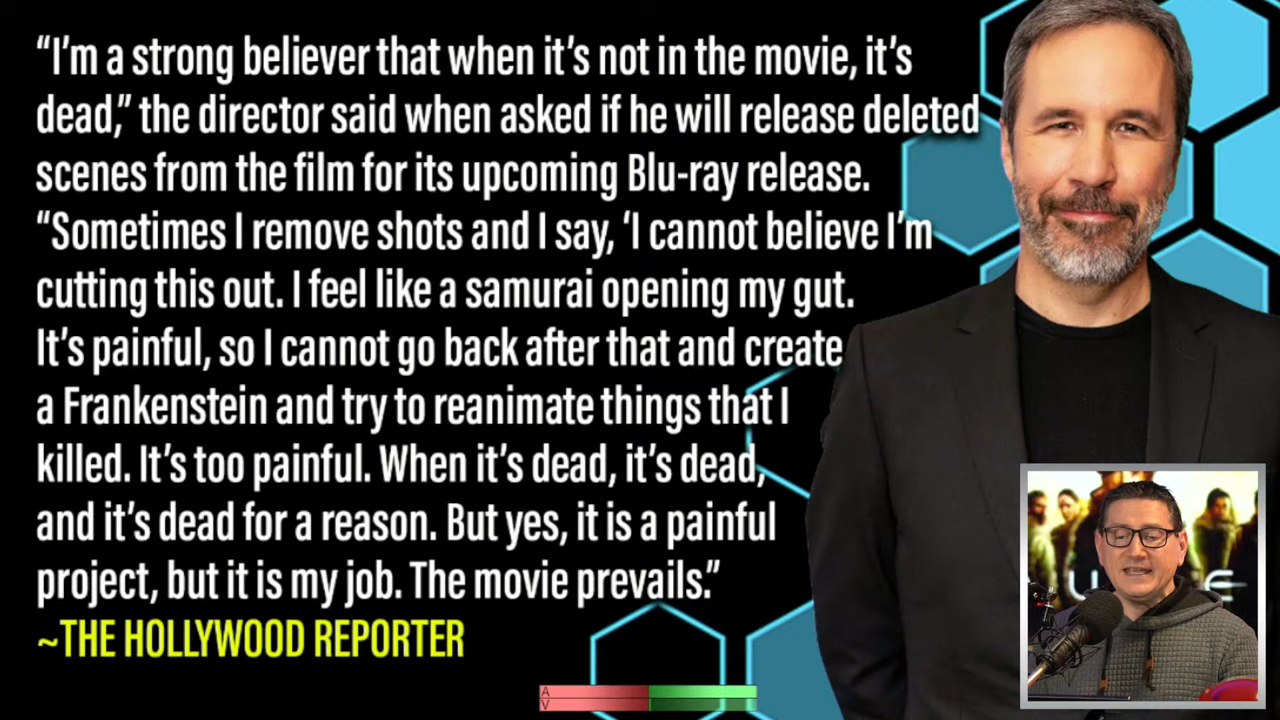 “I’m a strong believer that when it’s not in the movie, it’s
dead,” the director said when asked if he will release deleted
scenes from the film for its upcoming Blu-ray release.
“Sometimes I remove shots and I say, ‘I cannot believe I’m
cutting this out. I feel like a samurai opening my gut.
It’s painful, so I cannot go back after that and create
a Frankenstein and try to reanimate things that I
killed. It’s too painful. When it’s dead, it’s dead,
and it’s dead for a reason. But yes, it is a painful
project, but it is my job. The movie prevails.”
~THE HOLLYWOOD REPORTER
A
V